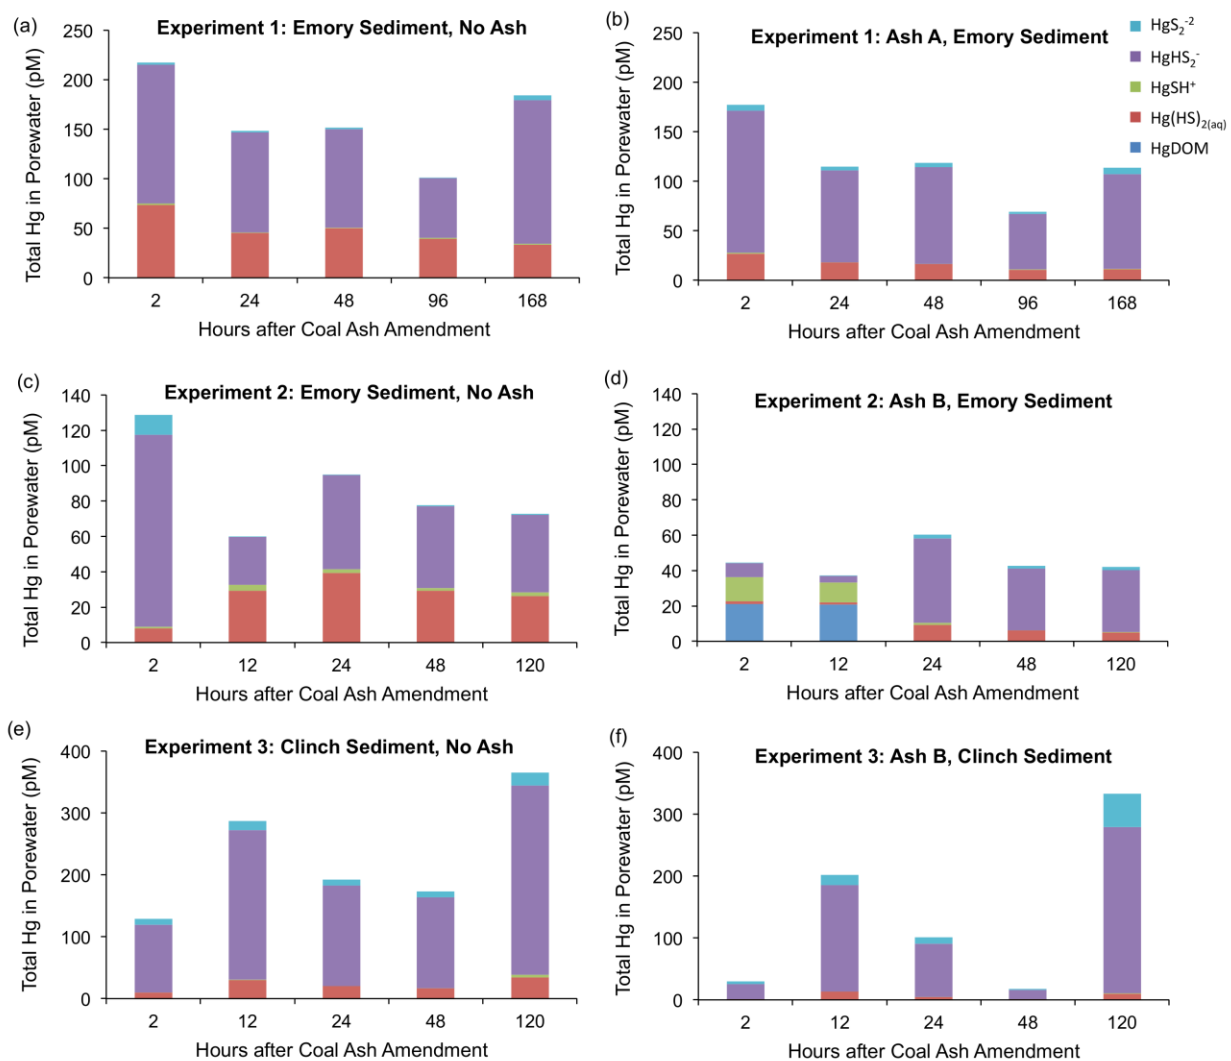 (a)
Experiment 1: Emory Sediment, No Ash
Total Hg in Porewater (pM)
250
200
150
100
50
0
2 24 48 96 168
Hours after Coal Ash Amendment
(b)
Experiment 1: Ash A, Emory Sediment
Total Hg in Porewater (pM)
250
200
150
100
50
0
2 24 48 96 168
Hours after Coal Ash Amendment
HgS₂⁻²
HgHS₂⁻
HgSH⁺
Hg(HS)₂₍aq₎
HgDOM
(c)
Experiment 2: Emory Sediment, No Ash
Total Hg in Porewater (pM)
140
120
100
80
60
40
20
0
2 12 24 48 120
Hours after Coal Ash Amendment
(d)
Experiment 2: Ash B, Emory Sediment
Total Hg in Porewater (pM)
140
120
100
80
60
40
20
0
2 12 24 48 120
Hours after Coal Ash Amendment
(e)
Experiment 3: Clinch Sediment, No Ash
Total Hg in Porewater (pM)
400
300
200
100
0
2 12 24 48 120
Hours after Coal Ash Amendment
(f)
Experiment 3: Ash B, Clinch Sediment
Total Hg in Porewater (pM)
400
300
200
100
0
2 12 24 48 120
Hours after Coal Ash Amendment